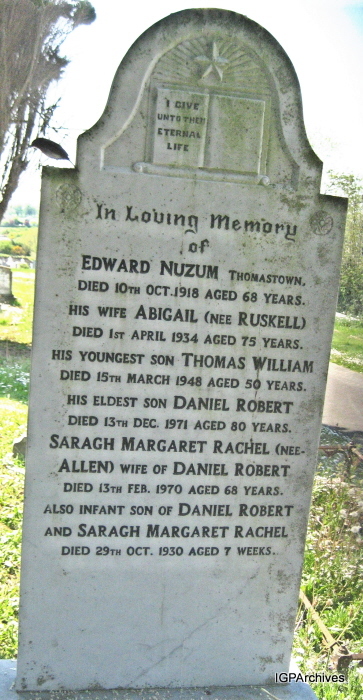 I GIVE
UNTO THEM
ETERNAL
LIFE
In Loving Memory
of
EDWARD NUZUM THOMASTOWN,
DIED 10TH OCT. 1918 AGED 68 YEARS.
HIS WIFE ABIGAIL (NEE RUSKELL)
DIED 1ST APRIL 1934 AGED 75 YEARS.
HIS YOUNGEST SON THOMAS WILLIAM
DIED 15TH MARCH 1948 AGED 50 YEARS.
HIS ELDEST SON DANIEL ROBERT
DIED 13TH DEC. 1971 AGED 80 YEARS.
SARAGH MARGARET RACHEL (NEE-
ALLEN) WIFE OF DANIEL ROBERT
DIED 13TH FEB. 1970 AGED 68 YEARS.
ALSO INFANT SON OF DANIEL ROBERT
AND SARAGH MARGARET RACHEL
DIED 29TH OCT. 1930 AGED 7 WEEKS.
IGPArchives